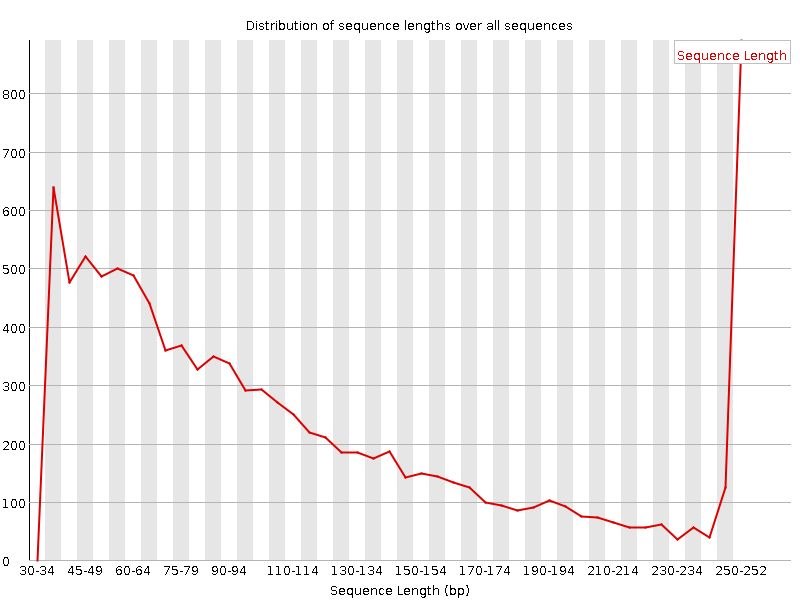 Distribution of sequence lengths over all sequences
Sequence Length
800
700
600
500
400
300
200
100
0
30-34 45-49 60-64 75-79 90-94 110-114 130-134 150-154 170-174 190-194 210-214 230-234 250-252
Sequence Length (bp)